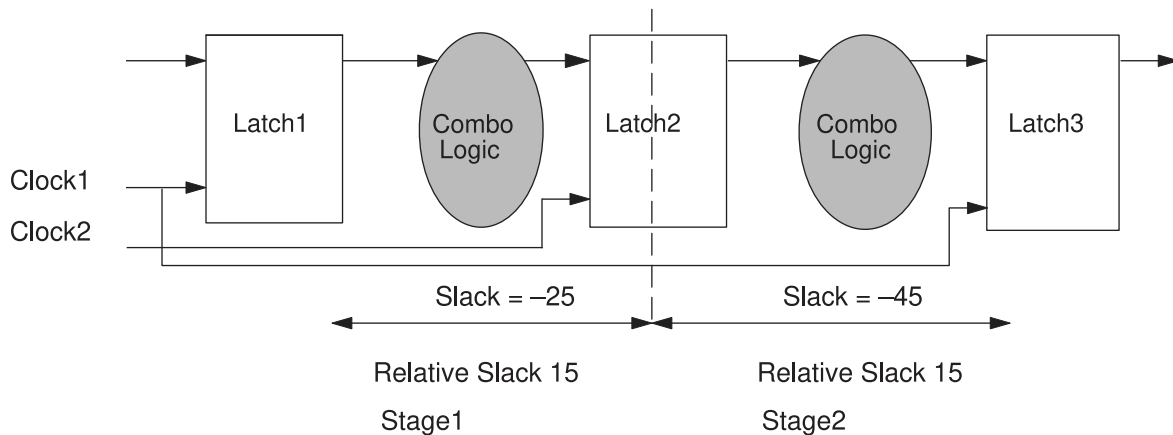 Latch1
Combo
Logic
Latch2
Combo
Logic
Latch3
Clock1
Clock2
Slack = –25
Slack = –45
Relative Slack 15
Relative Slack 15
Stage1
Stage2